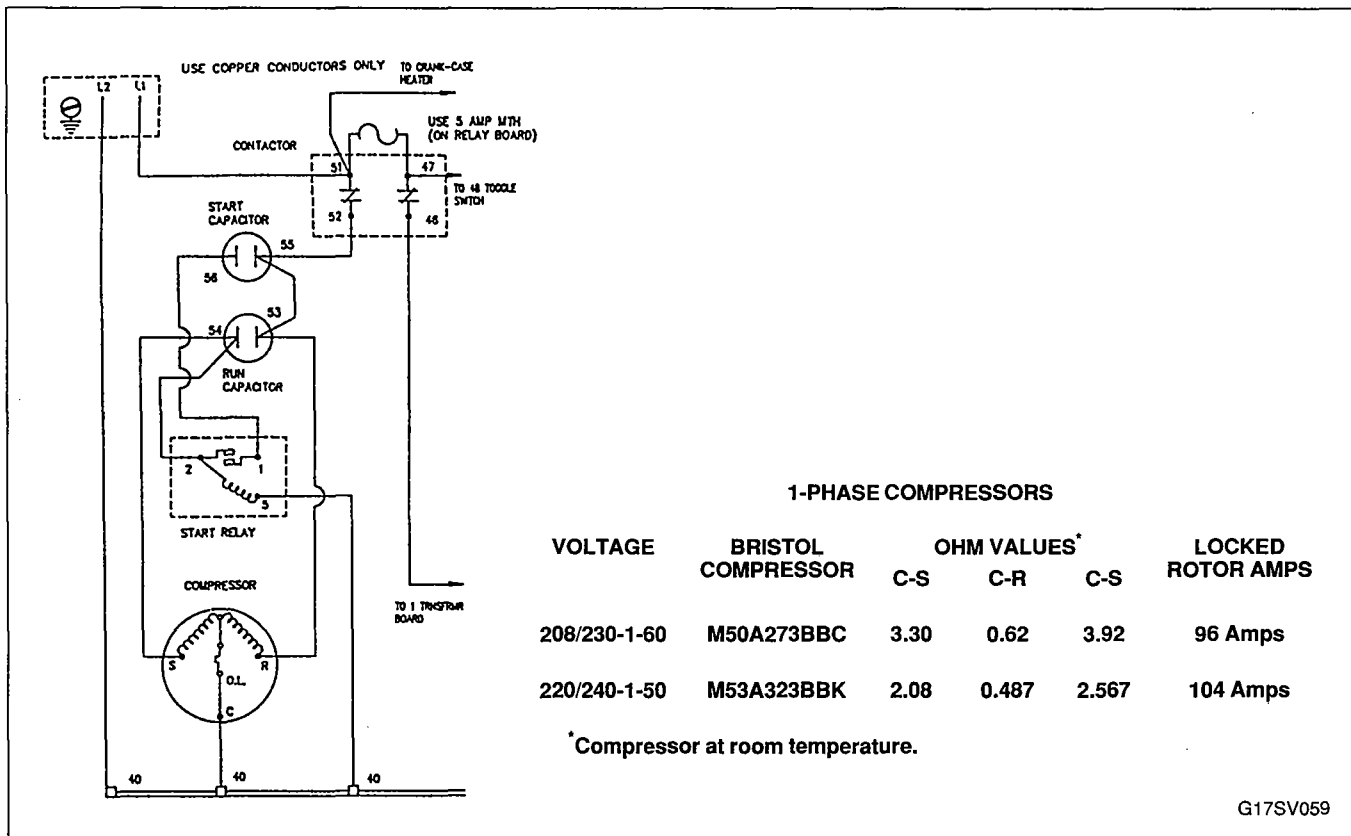 USE COPPER CONDUCTORS ONLY
TO CRANK-CASE
HEATER
L2 L1
USE 5 AMP MTH
(ON RELAY BOARD)
CONTACTOR
51 47
TO 48 TOGGLE
SWTCH
52 46
START
CAPACITOR
55
56
53
54
RUN
CAPACITOR
2 1
5
START RELAY
COMPRESSOR
S R
O.L.
C
TO 1 TRNSFRMR
BOARD
40 40 40
1-PHASE COMPRESSORS
VOLTAGE BRISTOL COMPRESSOR OHM VALUES* LOCKED ROTOR AMPS
C-S C-R C-S
208/230-1-60 M50A273BBC 3.30 0.62 3.92 96 Amps
220/240-1-50 M53A323BBK 2.08 0.487 2.567 104 Amps
*Compressor at room temperature.
G17SV059